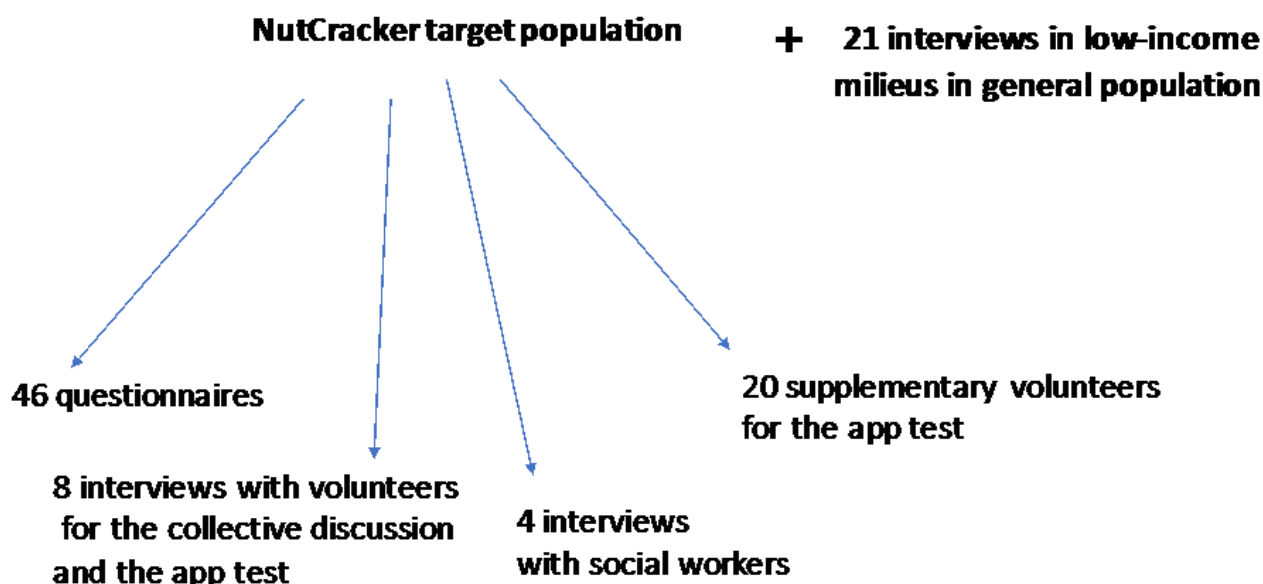 NutCracker target population
+ 21 interviews in low-income
milieus in general population
46 questionnaires
8 interviews with volunteers
for the collective discussion
and the app test
4 interviews
with social workers
20 supplementary volunteers
for the app test